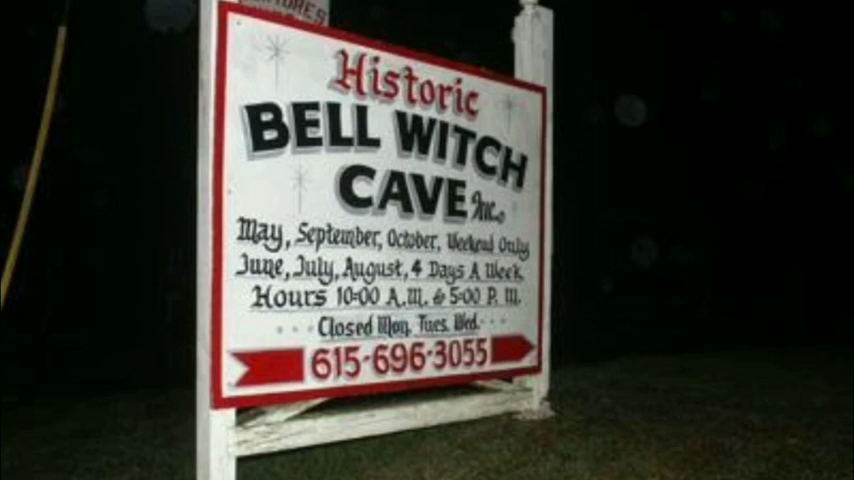 Historic
BELL WITCH
CAVE Inc.
May, September, October, Weekend Only
June, July, August, 4 Days A Week
Hours 10:00 A.M. & 5:00 P. M.
Closed Mon. Tues. Wed.
615-696-3055